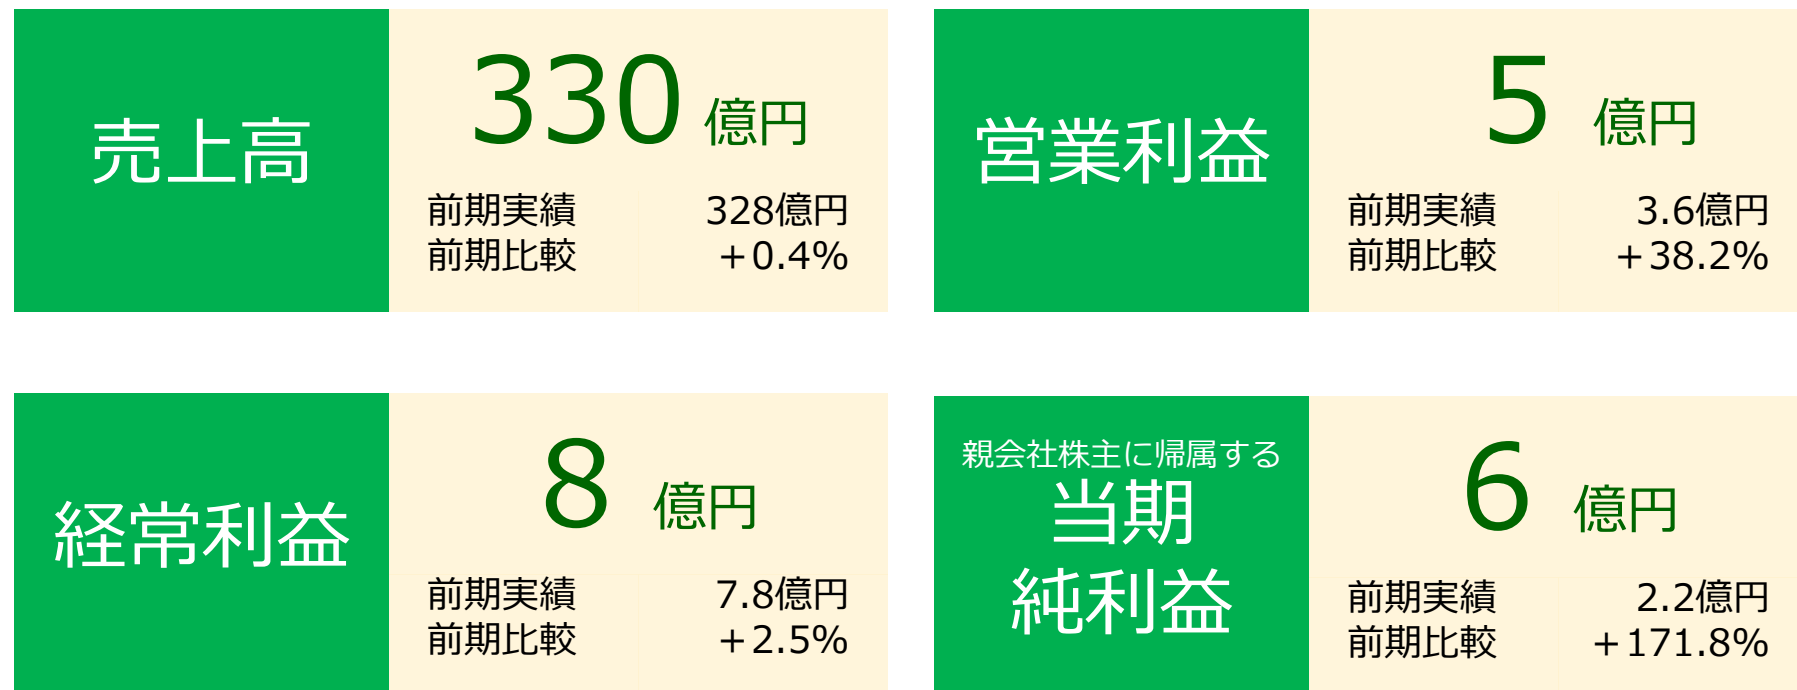 売上高
330 億円
前期実績 328億円
前期比較 +0.4%
営業利益
5 億円
前期実績 3.6億円
前期比較 +38.2%
経常利益
8 億円
前期実績 7.8億円
前期比較 +2.5%
親会社株主に帰属する
当期
純利益
6 億円
前期実績 2.2億円
前期比較 +171.8%